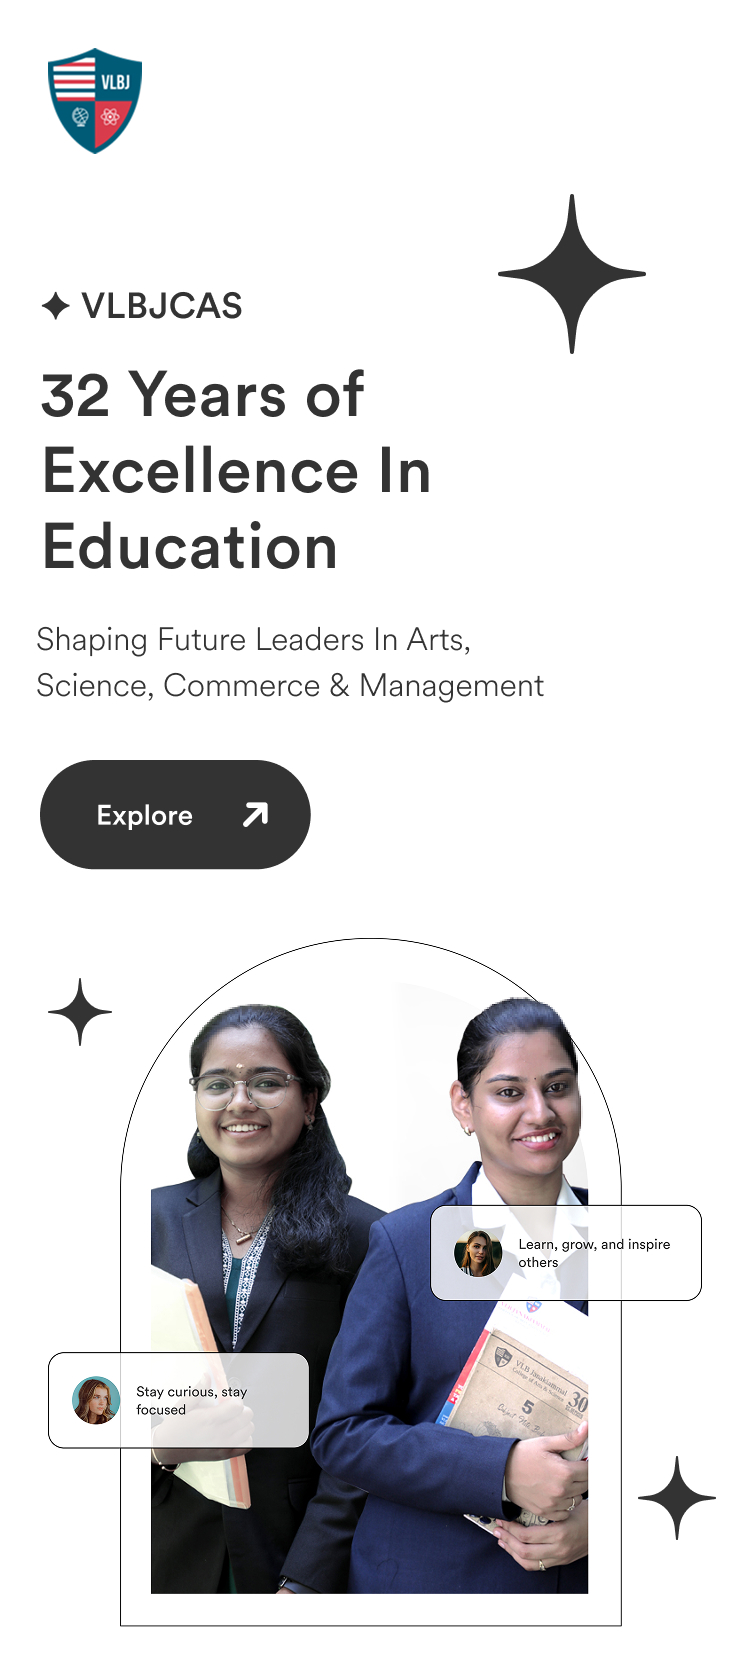 VLBJ
VLBJCAS
32 Years of
Excellence In
Education
Shaping Future Leaders In Arts,
Science, Commerce & Management
Explore
Learn, grow, and inspire
others
VLB Janakiammal
College of Arts & Science
30
5
Stay curious, stay
focused